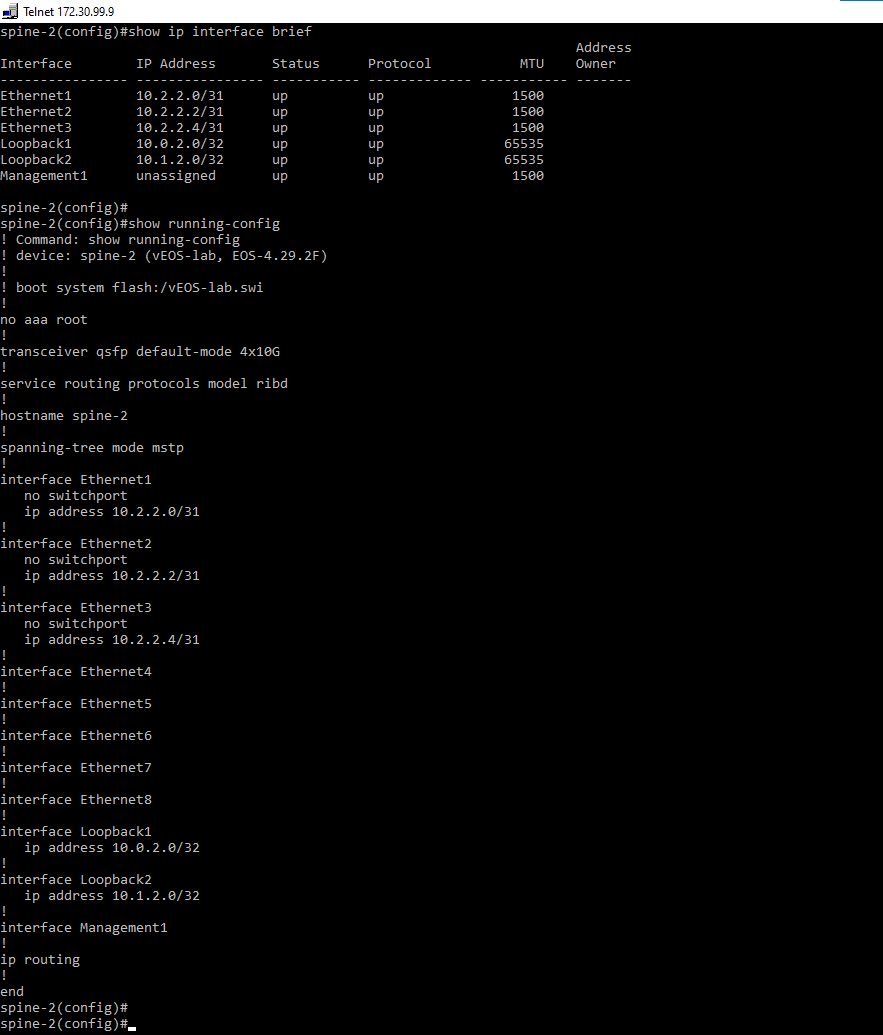 Telnet 172.30.99.9
spine-2(config)#show ip interface brief
                                                                        Address
Interface        IP Address       Status      Protocol           MTU    Owner
---------------- ---------------- ----------- ------------- ----------- -------
Ethernet1        10.2.2.0/31      up          up                1500
Ethernet2        10.2.2.2/31      up          up                1500
Ethernet3        10.2.2.4/31      up          up                1500
Loopback1        10.0.2.0/32      up          up               65535
Loopback2        10.1.2.0/32      up          up               65535
Management1      unassigned       up          up                1500

spine-2(config)#
spine-2(config)#show running-config
! Command: show running-config
! device: spine-2 (vEOS-lab, EOS-4.29.2F)
!
! boot system flash:/vEOS-lab.swi
!
no aaa root
!
transceiver qsfp default-mode 4x10G
!
service routing protocols model ribd
!
hostname spine-2
!
spanning-tree mode mstp
!
interface Ethernet1
   no switchport
   ip address 10.2.2.0/31
!
interface Ethernet2
   no switchport
   ip address 10.2.2.2/31
!
interface Ethernet3
   no switchport
   ip address 10.2.2.4/31
!
interface Ethernet4
!
interface Ethernet5
!
interface Ethernet6
!
interface Ethernet7
!
interface Ethernet8
!
interface Loopback1
   ip address 10.0.2.0/32
!
interface Loopback2
   ip address 10.1.2.0/32
!
interface Management1
!
ip routing
!
end
spine-2(config)#
spine-2(config)#